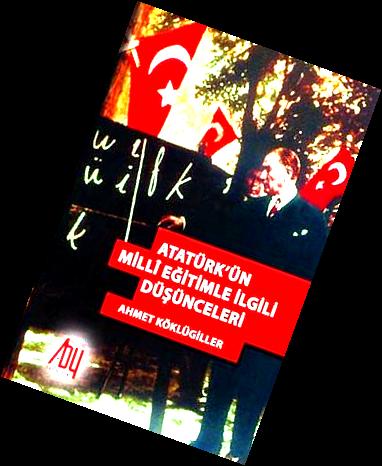 u e
ü i f k
k
ATATÜRK'ÜN
MİLLİ EĞİTİMLE İLGİLİ
DÜŞÜNCELERİ
AHMET KÖKLÜGİLLER